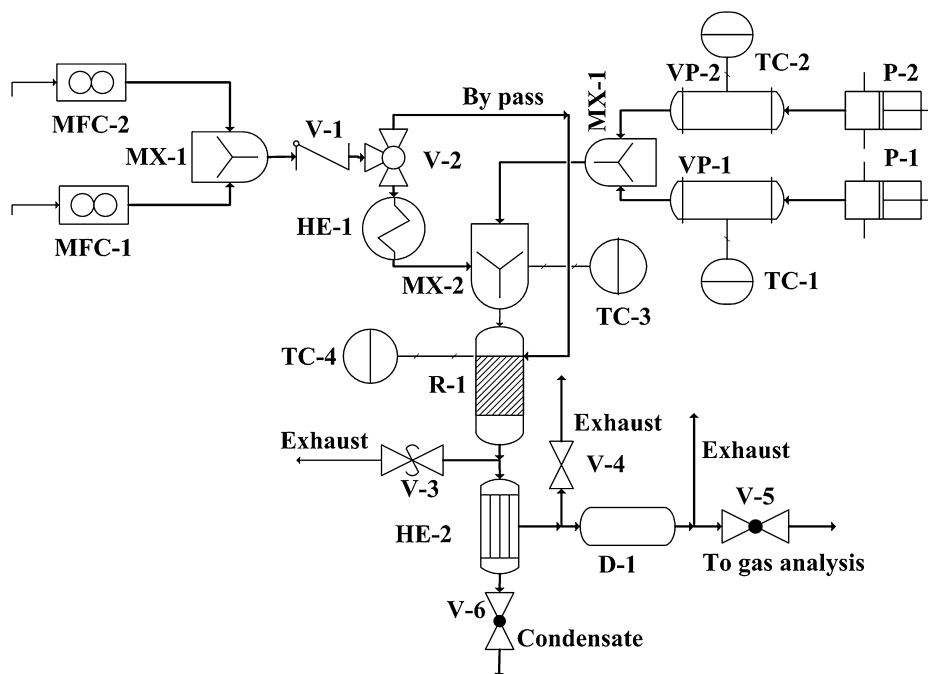 MFC-2
MX-1
V-1
By pass
V-2
MX-1
VP-2
TC-2
P-2
VP-1
P-1
MFC-1
HE-1
MX-2
TC-3
TC-1
TC-4
R-1
Exhaust
V-3
Exhaust
V-4
Exhaust
V-5
HE-2
D-1
To gas analysis
V-6
Condensate